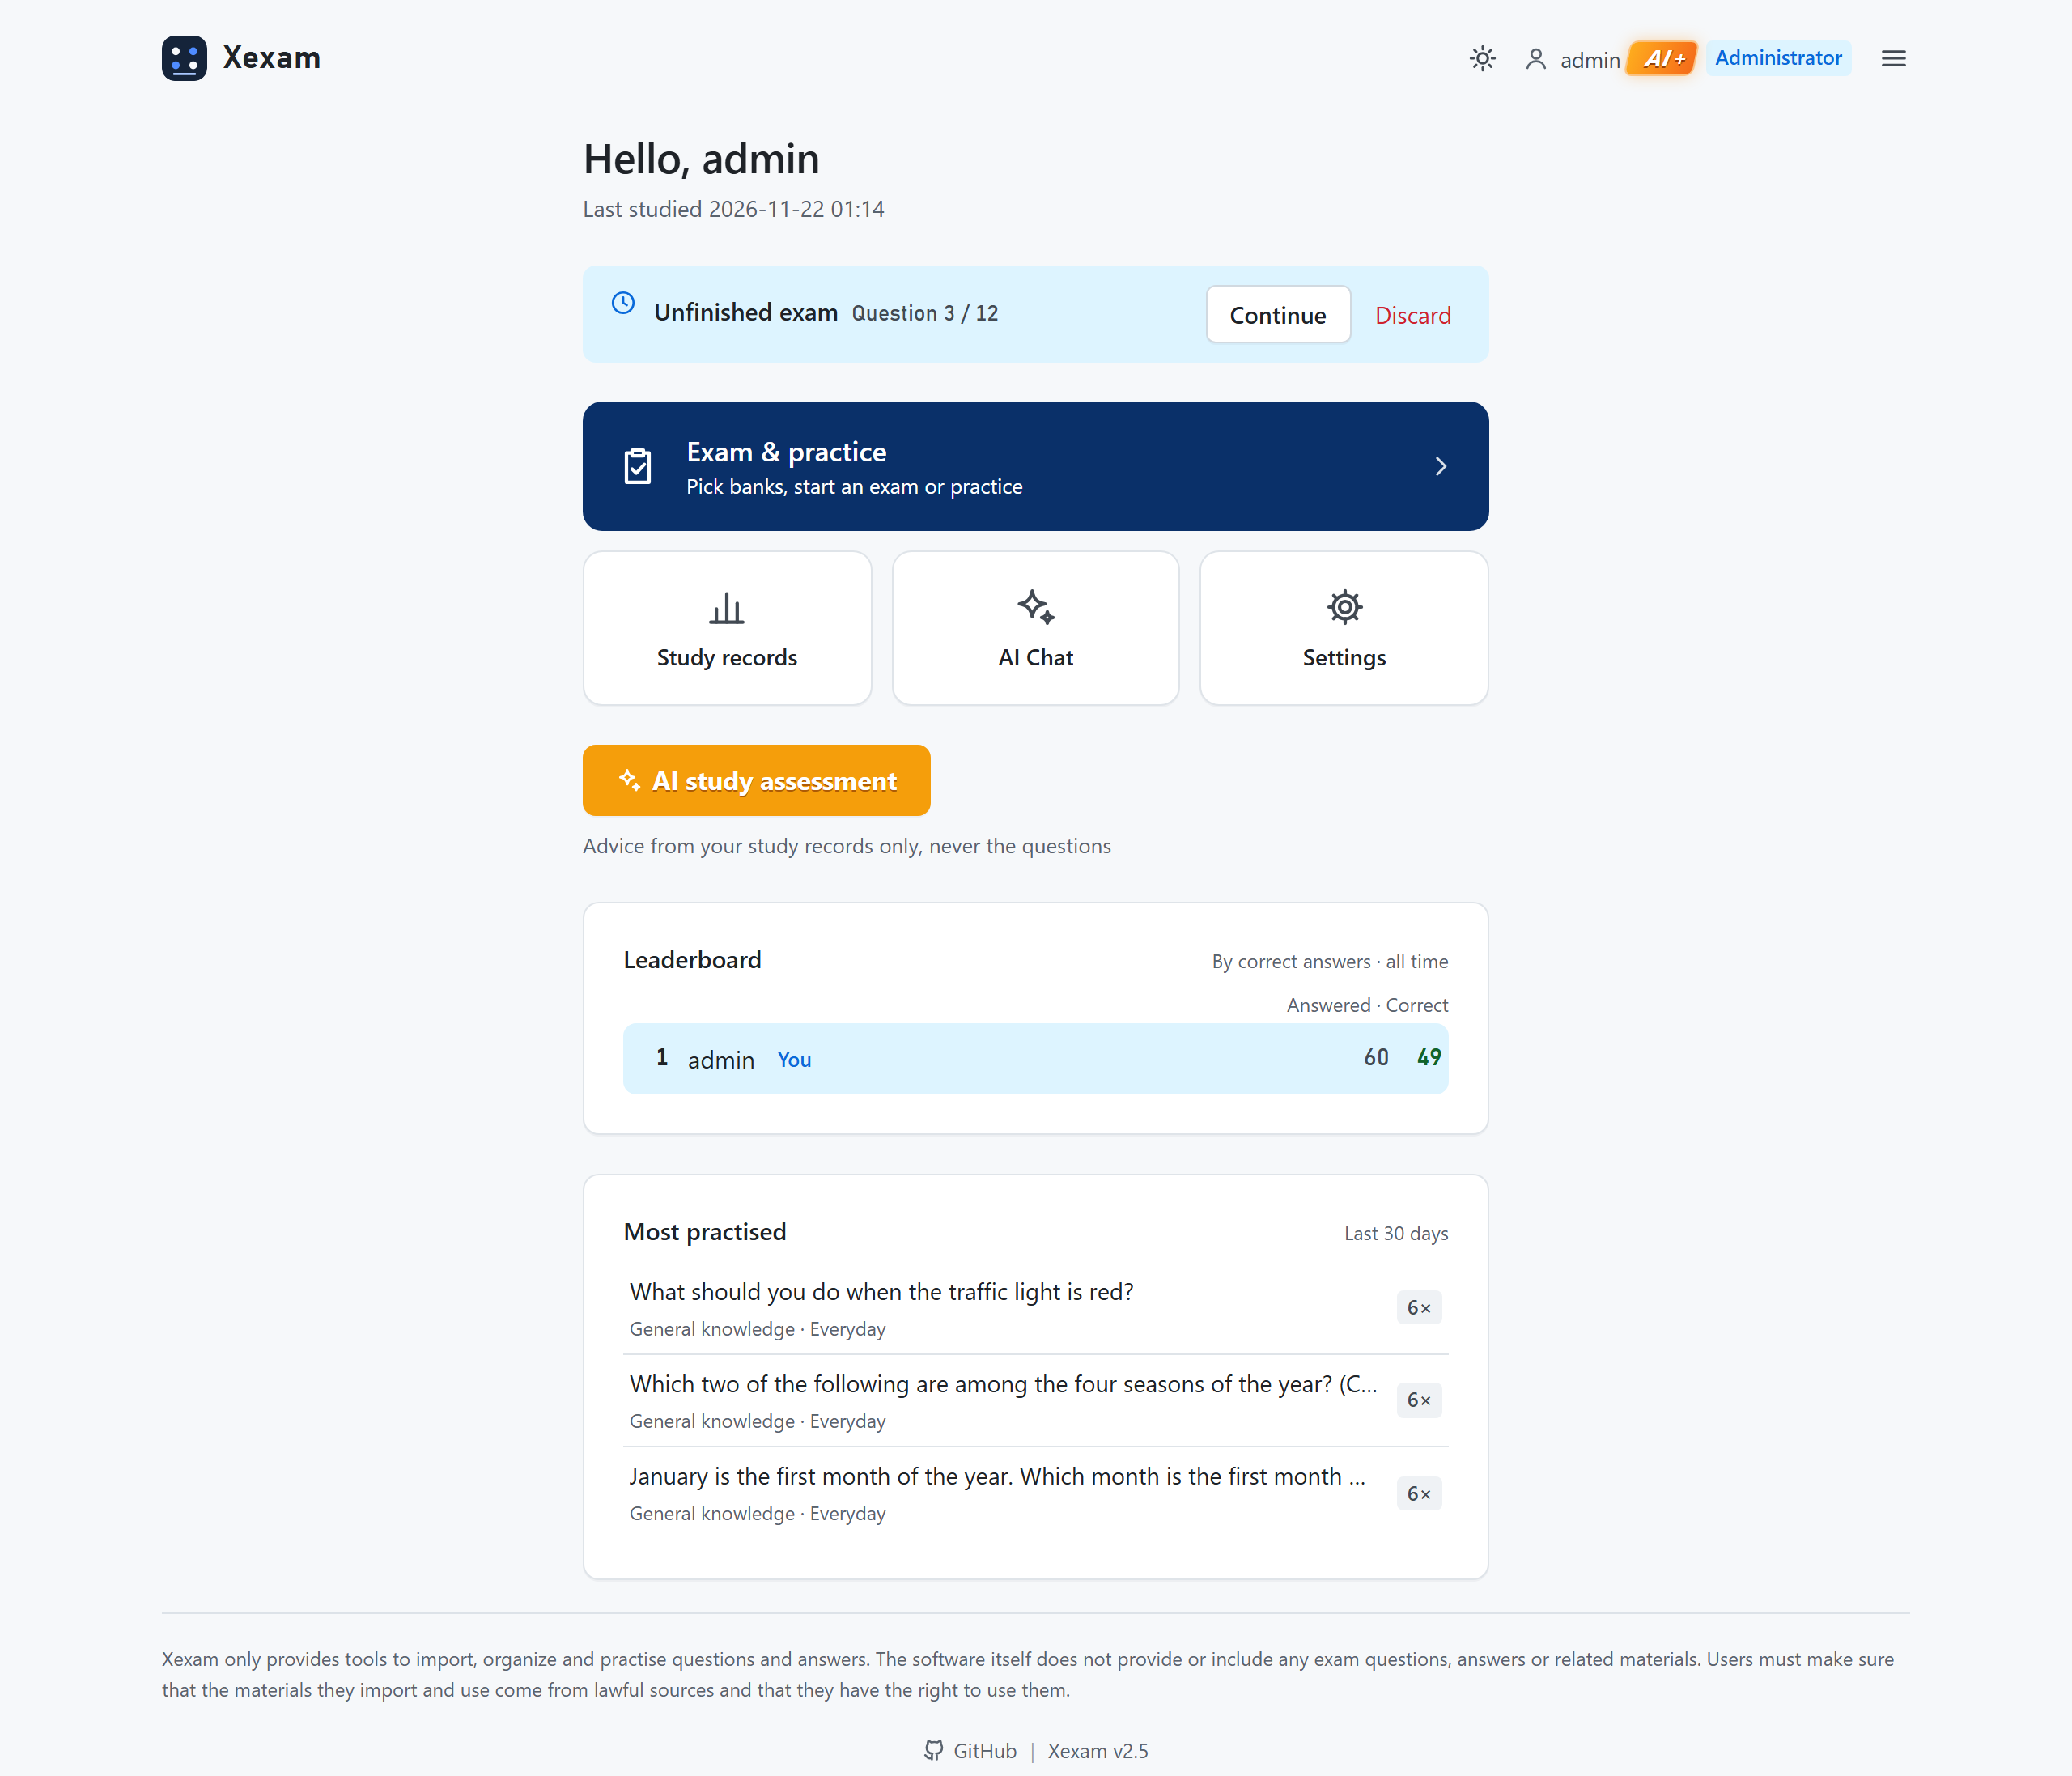 Xexam
admin AI+ Administrator
Hello, admin
Last studied 2026-11-22 01:14
Unfinished exam Question 3 / 12 Continue Discard
Exam & practice
Pick banks, start an exam or practice
Study records
AI Chat
Settings
AI study assessment
Advice from your study records only, never the questions
Leaderboard By correct answers · all time
Answered · Correct
1 admin You 60 49
Most practised Last 30 days
What should you do when the traffic light is red? 6×
General knowledge · Everyday
Which two of the following are among the four seasons of the year? (C... 6×
General knowledge · Everyday
January is the first month of the year. Which month is the first month ... 6×
General knowledge · Everyday
Xexam only provides tools to import, organize and practise questions and answers. The software itself does not provide or include any exam questions, answers or related materials. Users must make sure
that the materials they import and use come from lawful sources and that they have the right to use them.
GitHub | Xexam v2.5